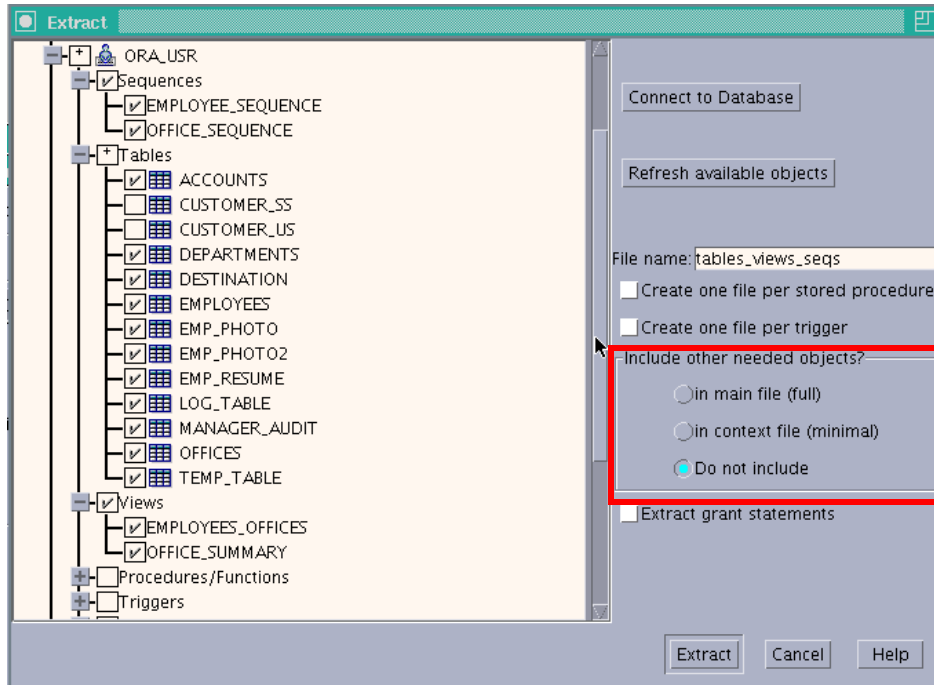 Extract
ORA_USR
Sequences
EMPLOYEE_SEQUENCE
OFFICE_SEQUENCE
Tables
ACCOUNTS
CUSTOMER_SS
CUSTOMER_US
DEPARTMENTS
DESTINATION
EMPLOYEES
EMP_PHOTO
EMP_PHOTO2
EMP_RESUME
LOG_TABLE
MANAGER_AUDIT
OFFICES
TEMP_TABLE
Views
EMPLOYEES_OFFICES
OFFICE_SUMMARY
Procedures/Functions
Triggers
Connect to Database
Refresh available objects
File name: tables_views_seqs
Create one file per stored procedure
Create one file per trigger
Include other needed objects?
in main file (full)
in context file (minimal)
Do not include
Extract grant statements
Extract Cancel Help